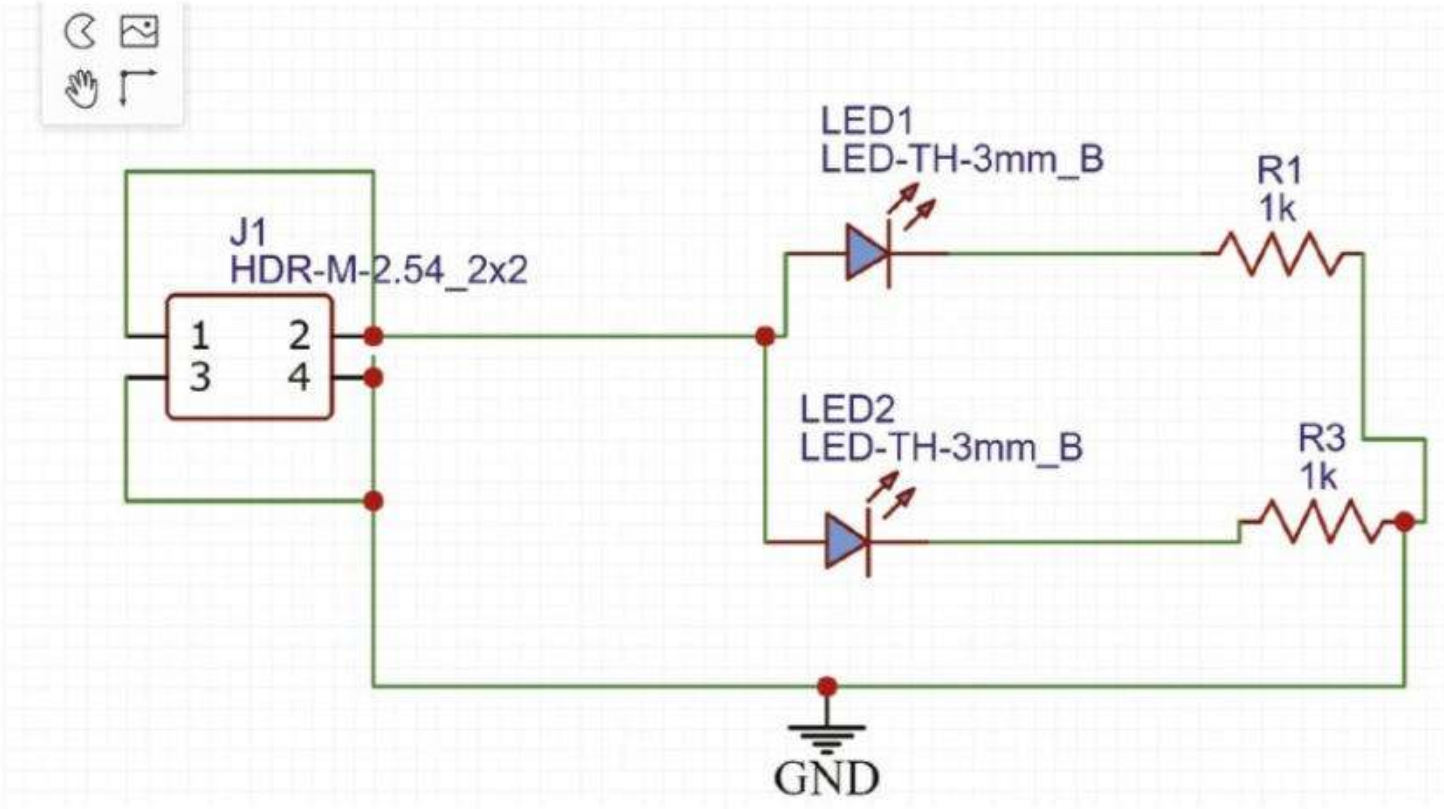 LED1
LED-TH-3mm_B
R1
1k
J1
HDR-M-2.54_2x2
1 2
3 4
LED2
LED-TH-3mm_B
R3
1k
GND